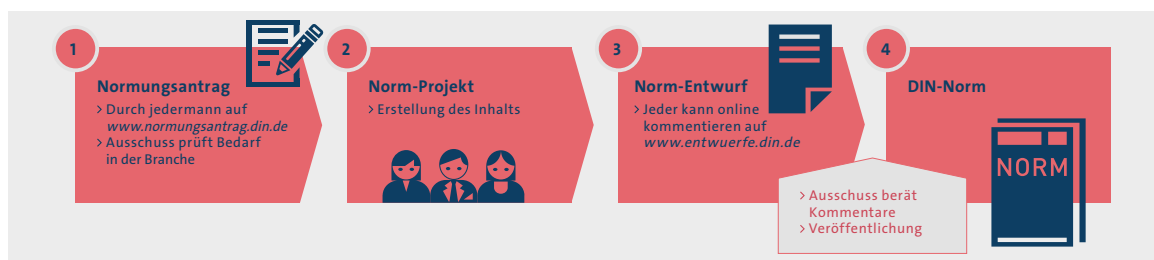 1
Normungsantrag
> Durch jedermann auf
www.normungsantrag.din.de
> Ausschuss prüft Bedarf
in der Branche
2
Norm-Projekt
> Erstellung des Inhalts
3
Norm-Entwurf
> Jeder kann online
kommentieren auf
www.entwuerfe.din.de
> Ausschuss berät
Kommentare
> Veröffentlichung
4
DIN-Norm
NORM